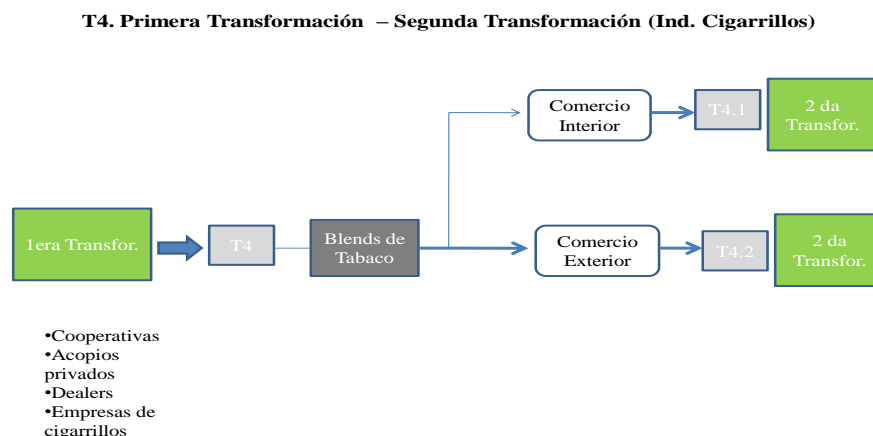 T4. Primera Transformación – Segunda Transformación (Ind. Cigarrillos)
Comercio
Interior
T4.1
2 da
Transfor.
1era Transfor.
T4
Blends de
Tabaco
Comercio
Exterior
T4.2
2 da
Transfor.
•Cooperativas
•Acopios
privados
•Dealers
•Empresas de
cigarrillos